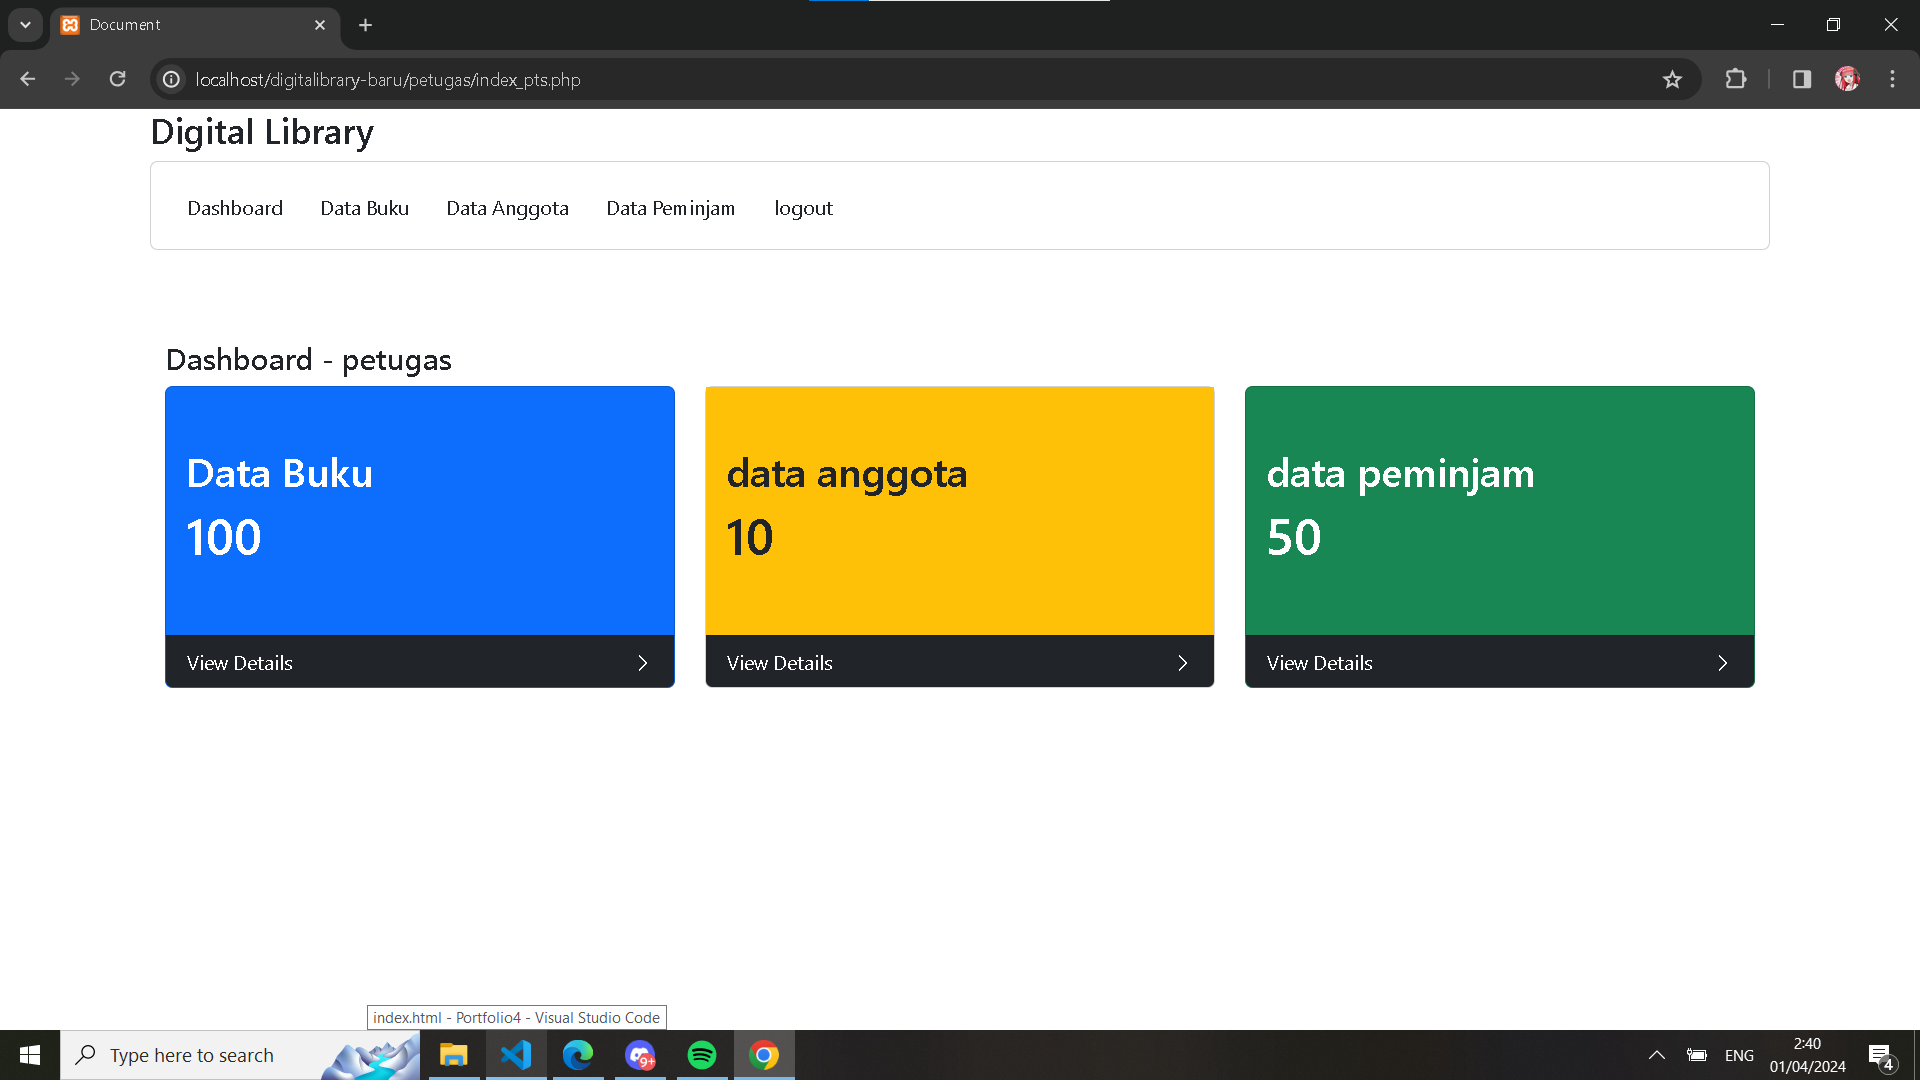 Document
localhost/digitalibrary-baru/petugas/index_pts.php
Digital Library
Dashboard Data Buku Data Anggota Data Peminjam logout
Dashboard - petugas
Data Buku
100
View Details
data anggota
10
View Details
data peminjam
50
View Details
index.html - Portfolio4 - Visual Studio Code
Type here to search
9+
ENG
2:40
01/04/2024
4